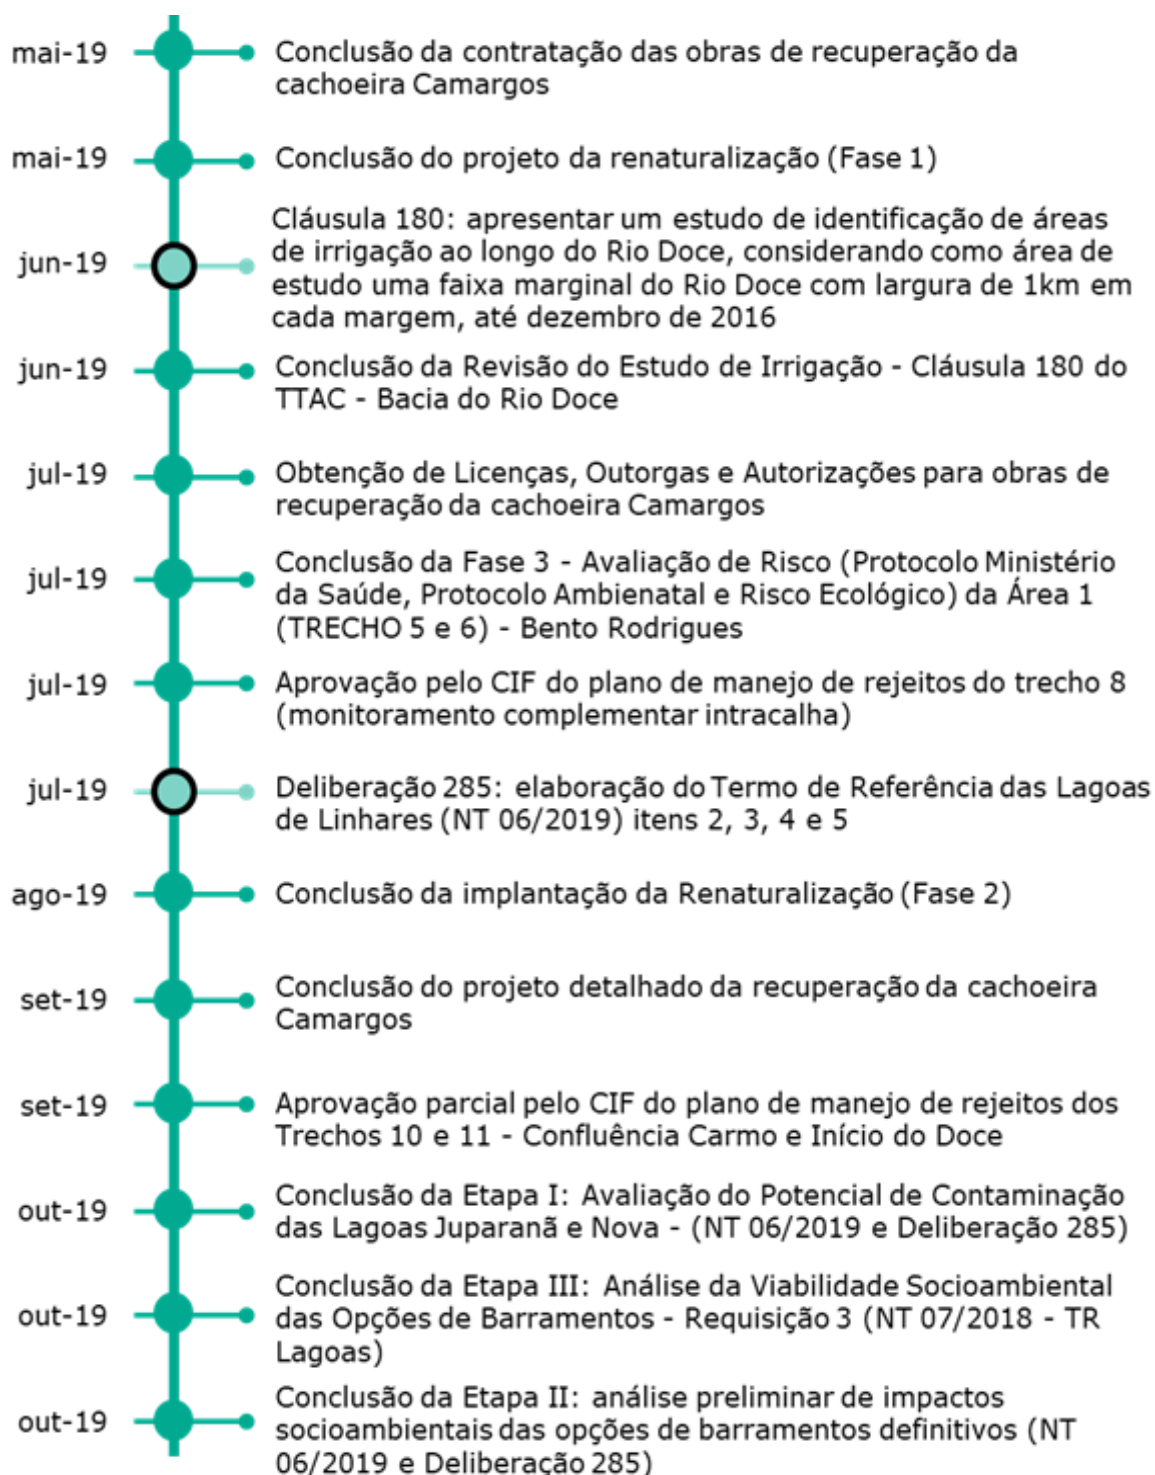 mai-19 Conclusão da contratação das obras de recuperação da
cachoeira Camargos
mai-19 Conclusão do projeto da renaturalização (Fase 1)
Cláusula 180: apresentar um estudo de identificação de áreas
jun-19 de irrigação ao longo do Rio Doce, considerando como área de
estudo uma faixa marginal do Rio Doce com largura de 1km em
cada margem, até dezembro de 2016
jun-19 Conclusão da Revisão do Estudo de Irrigação - Cláusula 180 do
TTAC - Bacia do Rio Doce
jul-19 Obtenção de Licenças, Outorgas e Autorizações para obras de
recuperação da cachoeira Camargos
Conclusão da Fase 3 - Avaliação de Risco (Protocolo Ministério
jul-19 da Saúde, Protocolo Ambienatal e Risco Ecológico) da Área 1
(TRECHO 5 e 6) - Bento Rodrigues
jul-19 Aprovação pelo CIF do plano de manejo de rejeitos do trecho 8
(monitoramento complementar intracalha)
jul-19 Deliberação 285: elaboração do Termo de Referência das Lagoas
de Linhares (NT 06/2019) itens 2, 3, 4 e 5
ago-19 Conclusão da implantação da Renaturalização (Fase 2)
set-19 Conclusão do projeto detalhado da recuperação da cachoeira
Camargos
set-19 Aprovação parcial pelo CIF do plano de manejo de rejeitos dos
Trechos 10 e 11 - Confluência Carmo e Início do Doce
out-19 Conclusão da Etapa I: Avaliação do Potencial de Contaminação
das Lagoas Juparanã e Nova - (NT 06/2019 e Deliberação 285)
Conclusão da Etapa III: Análise da Viabilidade Socioambiental
out-19 das Opções de Barramentos - Requisição 3 (NT 07/2018 - TR
Lagoas)
Conclusão da Etapa II: análise preliminar de impactos
out-19 socioambientais das opções de barramentos definitivos (NT
06/2019 e Deliberação 285)